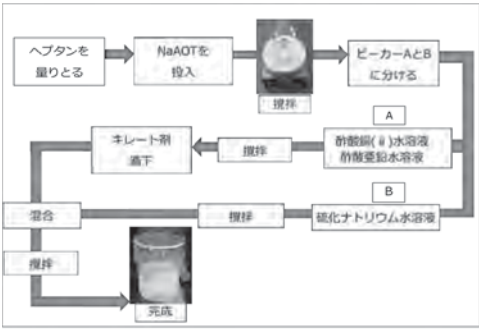 ヘプタンを
量りとる
NaAOTを
投入
撹拌
ビーカーAとB
に分ける
A
酢酸銅(ⅱ)水溶液
酢酸亜鉛水溶液
撹拌
キレート剤
滴下
B
硫化ナトリウム水溶液
撹拌
混合
撹拌
完成